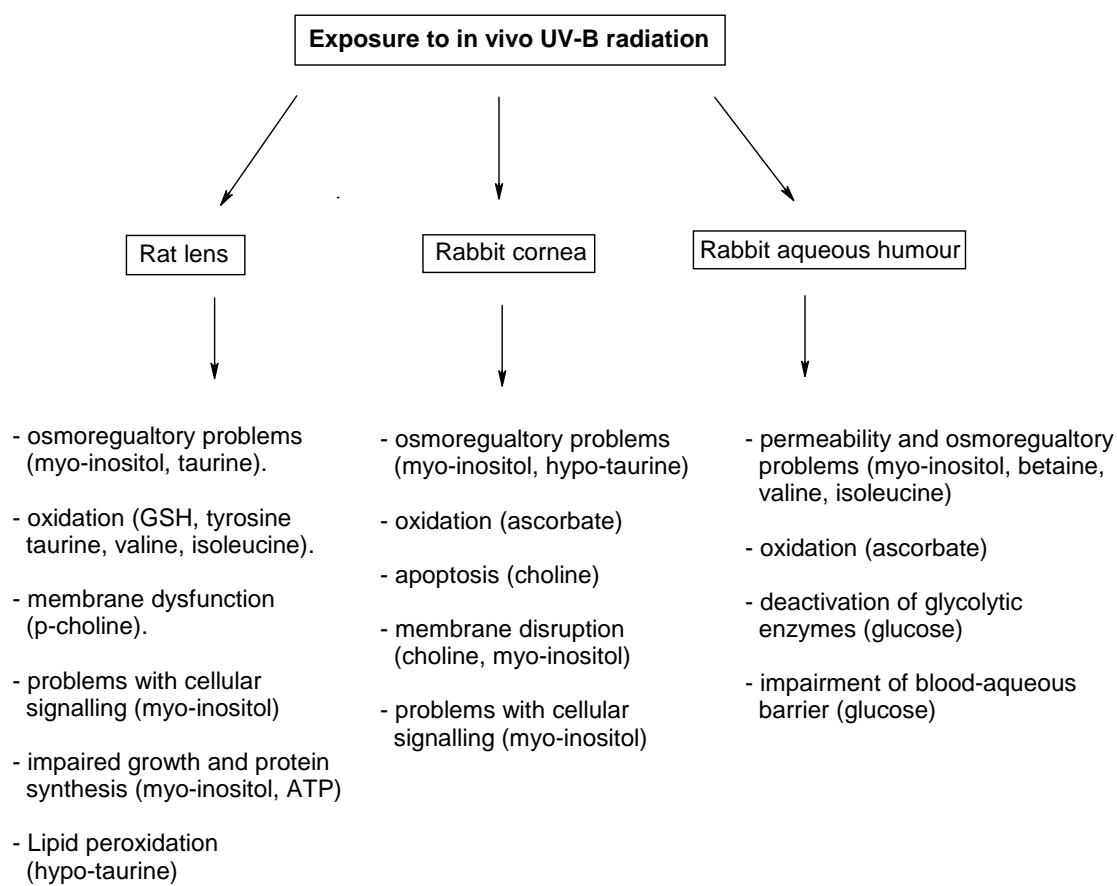 Exposure to in vivo UV-B radiation
Rat lens
Rabbit cornea
Rabbit aqueous humour
- osmoregualtory problems
(myo-inositol, taurine).
- oxidation (GSH, tyrosine
taurine, valine, isoleucine).
- membrane dysfunction
(p-choline).
- problems with cellular
signalling (myo-inositol)
- impaired growth and protein
synthesis (myo-inositol, ATP)
- Lipid peroxidation
(hypo-taurine)
- osmoregualtory problems
(myo-inositol, hypo-taurine)
- oxidation (ascorbate)
- apoptosis (choline)
- membrane disruption
(choline, myo-inositol)
- problems with cellular
signalling (myo-inositol)
- permeability and osmoregualtory
problems (myo-inositol, betaine,
valine, isoleucine)
- oxidation (ascorbate)
- deactivation of glycolytic
enzymes (glucose)
- impairment of blood-aqueous
barrier (glucose)